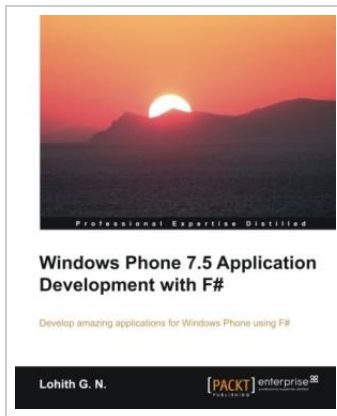 Professional Expertise Distilled
Windows Phone 7.5 Application
Development with F#
Develop amazing applications for Windows Phone using F#
Lohith G. N.
[PACKT] enterprise
PUBLISHING